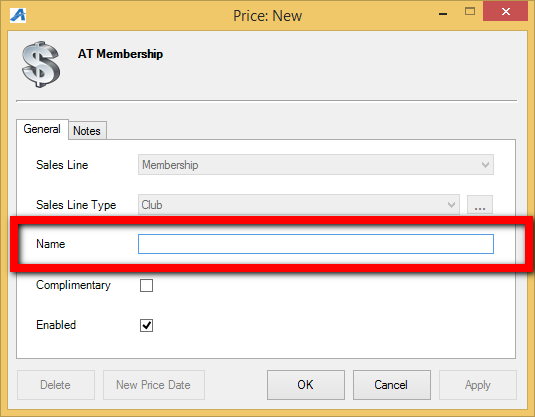 Price: New
AT Membership
General
Notes
Sales Line
Membership
Sales Line Type
Club
...
Name
Complimentary
Enabled
Delete
New Price Date
OK
Cancel
Apply